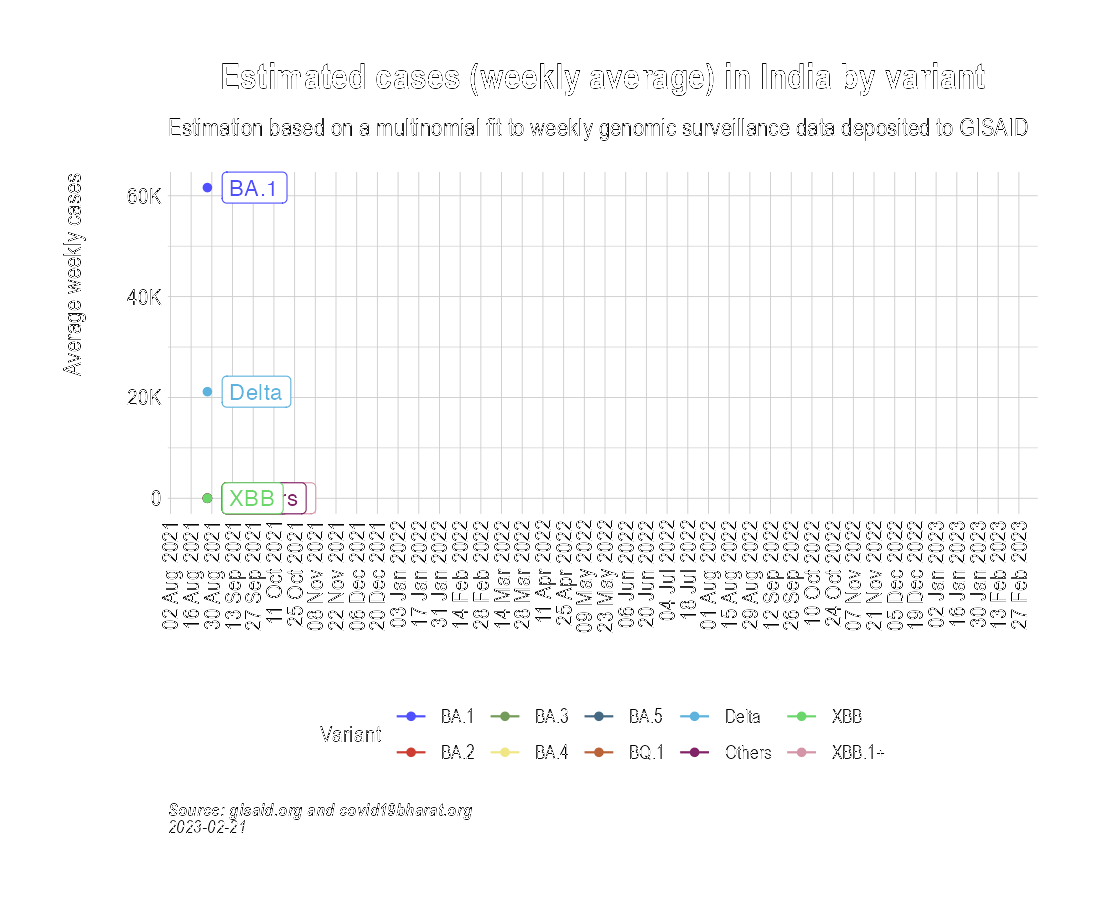 Estimated cases (weekly average) in India by variant
Estimation based on a multinomial fit to weekly genomic surveillance data deposited to GISAID
Average weekly cases
60K
40K
20K
0
BA.1
Delta
XBB
rs
02 Aug 2021
16 Aug 2021
30 Aug 2021
13 Sep 2021
27 Sep 2021
11 Oct 2021
25 Oct 2021
08 Nov 2021
22 Nov 2021
06 Dec 2021
20 Dec 2021
03 Jan 2022
17 Jan 2022
31 Jan 2022
14 Feb 2022
28 Feb 2022
14 Mar 2022
28 Mar 2022
11 Apr 2022
25 Apr 2022
09 May 2022
23 May 2022
06 Jun 2022
20 Jun 2022
04 Jul 2022
18 Jul 2022
01 Aug 2022
15 Aug 2022
29 Aug 2022
12 Sep 2022
26 Sep 2022
10 Oct 2022
24 Oct 2022
07 Nov 2022
21 Nov 2022
05 Dec 2022
19 Dec 2022
02 Jan 2023
16 Jan 2023
30 Jan 2023
13 Feb 2023
27 Feb 2023
Variant
BA.1 BA.3 BA.5 Delta XBB
BA.2 BA.4 BQ.1 Others XBB.1+
Source: gisaid.org and covid19bharat.org
2023-02-21